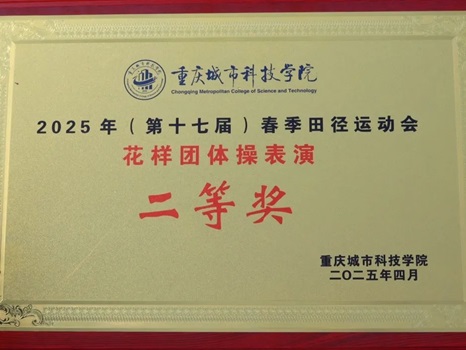 重庆城市科技学院
Chongqing Metropolitan College of Science and Technology
2025年（第十七届）春季田径运动会
花样团体操表演
二等奖
重庆城市科技学院
二〇二五年四月